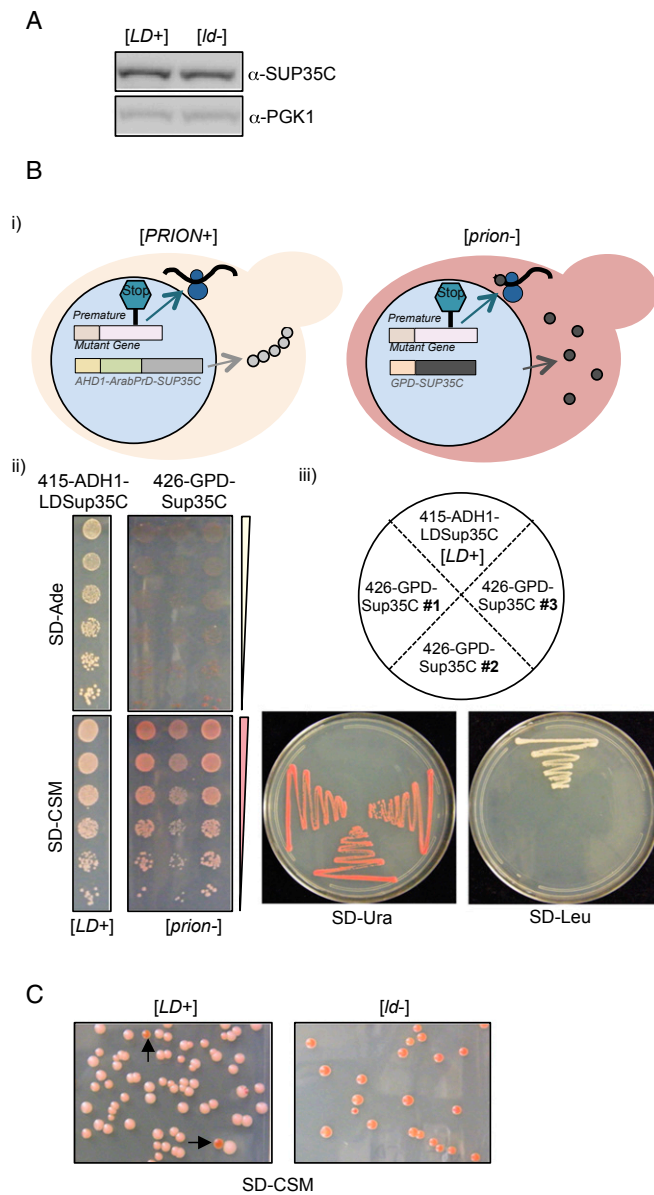 A
[LD+]
[ld-]
α-SUP35C
α-PGK1
B
i)
[PRION+]
[prion-]
Stop
Premature
Mutant Gene
AHD1-ArabPrD-SUP35C
Stop
Premature
Mutant Gene
GPD-SUP35C
ii)
415-ADH1-
LDSup35C
426-GPD-
Sup35C
SD-Ade
SD-CSM
[LD+]
[prion-]
iii)
415-ADH1-
LDSup35C
[LD+]
426-GPD-
Sup35C #1
426-GPD-
Sup35C #3
426-GPD-
Sup35C #2
SD-Ura
SD-Leu
C
[LD+]
[ld-]
SD-CSM